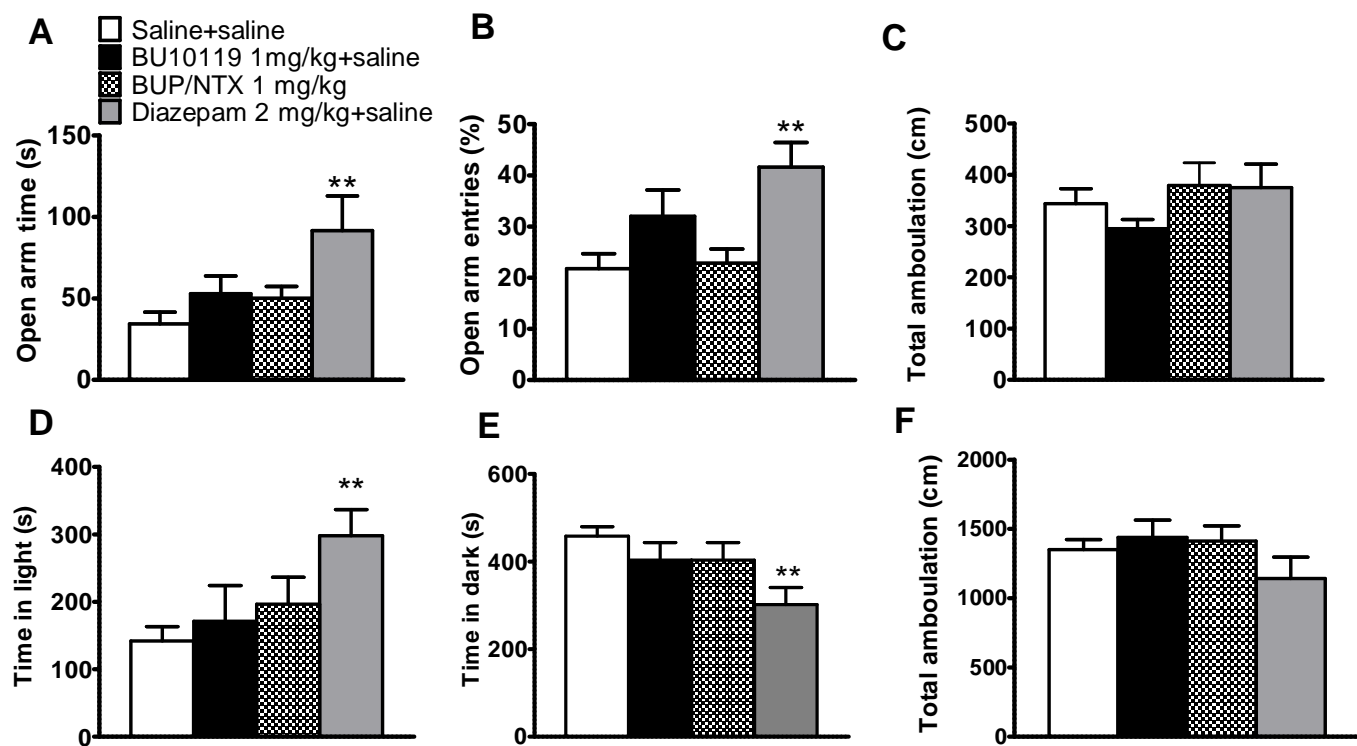 A
Saline+saline
BU10119 1mg/kg+saline
BUP/NTX 1 mg/kg
Diazepam 2 mg/kg+saline
Open arm time (s)
150
100
50
0
**
B
Open arm entries (%)
50
40
30
20
10
0
**
C
Total amboulation (cm)
500
400
300
200
100
0
D
Time in light (s)
400
300
200
100
0
**
E
Time in dark (s)
600
400
200
0
**
F
Total amboulation (cm)
2000
1500
1000
500
0